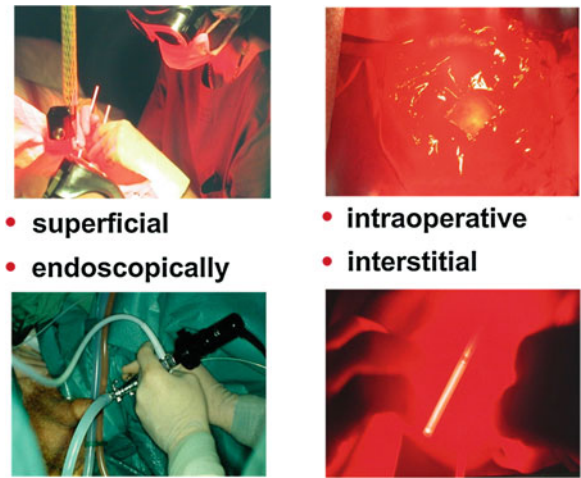 • superficial
• endoscopically
• intraoperative
• interstitial